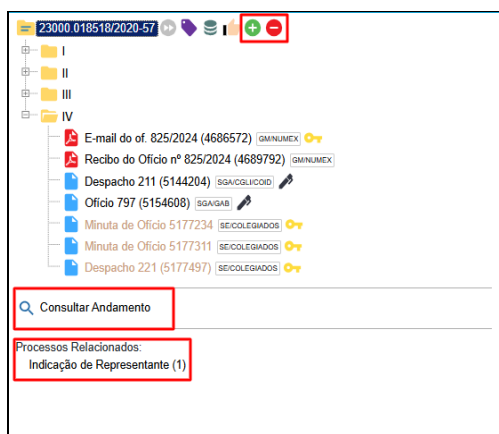 23000.018518/2020-57
I
II
III
IV
E-mail do of. 825/2024 (4686572) GM/NUMEX
Recibo do Ofício nº 825/2024 (4689792) GM/NUMEX
Despacho 211 (5144204) SGA/CGLI/COID
Ofício 797 (5154608) SGA/GAB
Minuta de Ofício 5177234 SE/COLEGIADOS
Minuta de Ofício 5177311 SE/COLEGIADOS
Despacho 221 (5177497) SE/COLEGIADOS
Consultar Andamento
Processos Relacionados:
Indicação de Representante (1)